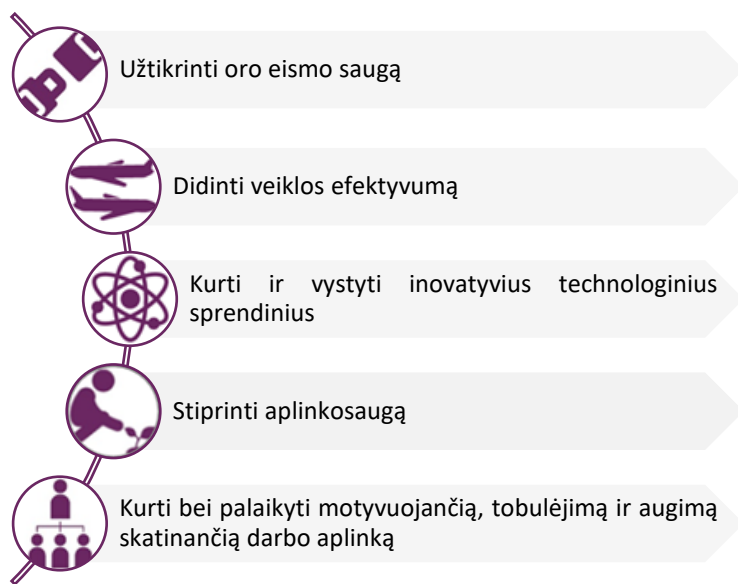 Užtikrinti oro eismo saugą
Didinti veiklos efektyvumą
Kurti ir vystyti inovatyvius technologinius
sprendinius
Stiprinti aplinkosaugą
Kurti bei palaikyti motyvuojančią, tobulėjimą ir augimą
skatinančią darbo aplinką